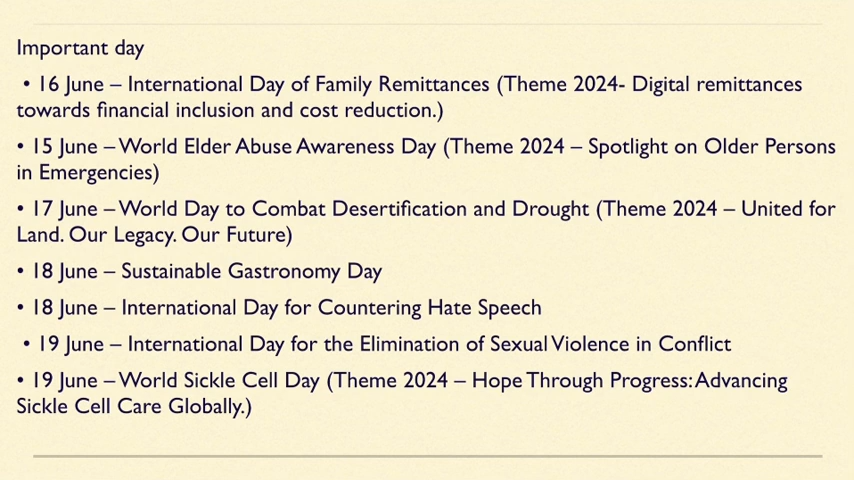 Important day
• 16 June – International Day of Family Remittances (Theme 2024- Digital remittances
towards financial inclusion and cost reduction.)
• 15 June – World Elder Abuse Awareness Day (Theme 2024 – Spotlight on Older Persons
in Emergencies)
• 17 June – World Day to Combat Desertification and Drought (Theme 2024 – United for
Land. Our Legacy. Our Future)
• 18 June – Sustainable Gastronomy Day
• 18 June – International Day for Countering Hate Speech
• 19 June – International Day for the Elimination of Sexual Violence in Conflict
• 19 June – World Sickle Cell Day (Theme 2024 – Hope Through Progress: Advancing
Sickle Cell Care Globally.)